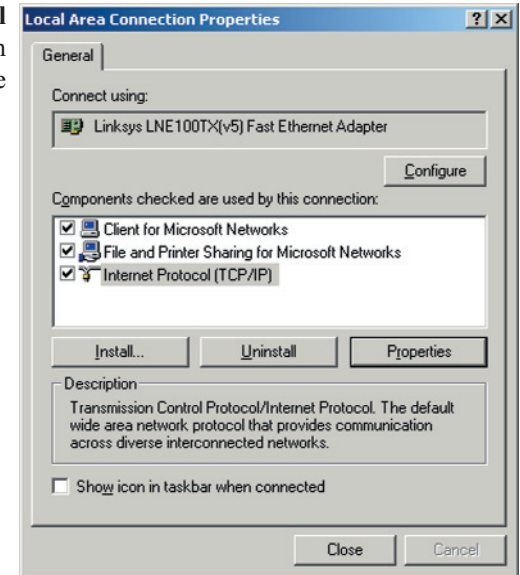 l
n
e
Local Area Connection Properties
General
Connect using:
Linksys LNE100TX(v5) Fast Ethernet Adapter
Configure
Components checked are used by this connection:
Client for Microsoft Networks
File and Printer Sharing for Microsoft Networks
Internet Protocol (TCP/IP)
Install... Uninstall Properties
Description
Transmission Control Protocol/Internet Protocol. The default
wide area network protocol that provides communication
across diverse interconnected networks.
Show icon in taskbar when connected
Close Cancel